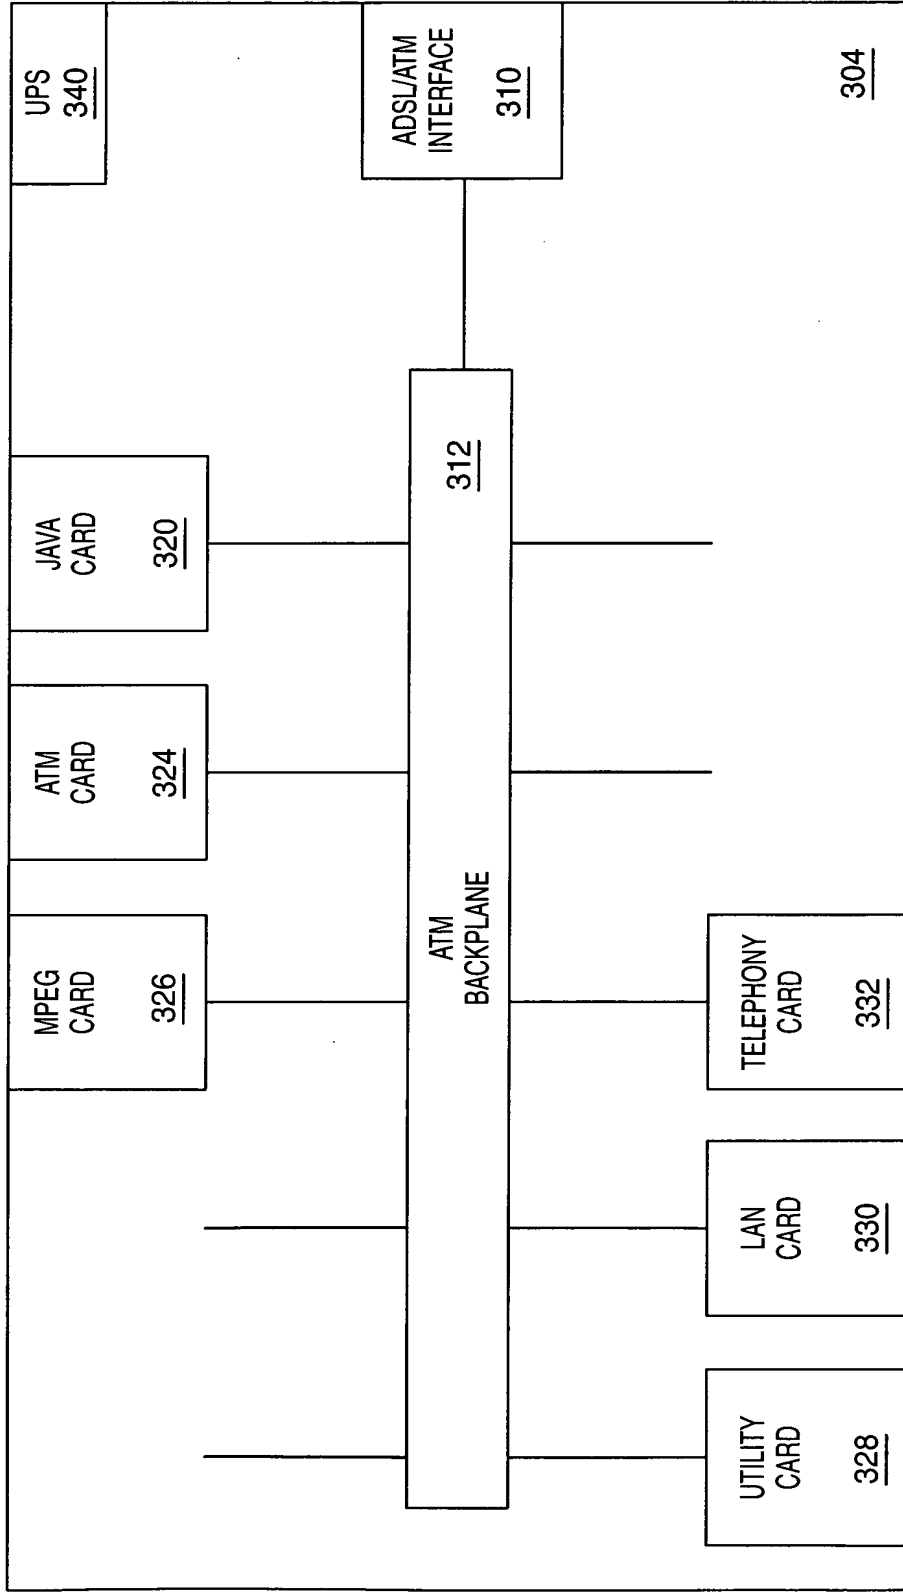 MPEG
CARD
326
ATM
CARD
324
JAVA
CARD
320
UPS
340
ATM
BACKPLANE
312
ADSL/ATM
INTERFACE
310
UTILITY
CARD
328
LAN
CARD
330
TELEPHONY
CARD
332
304